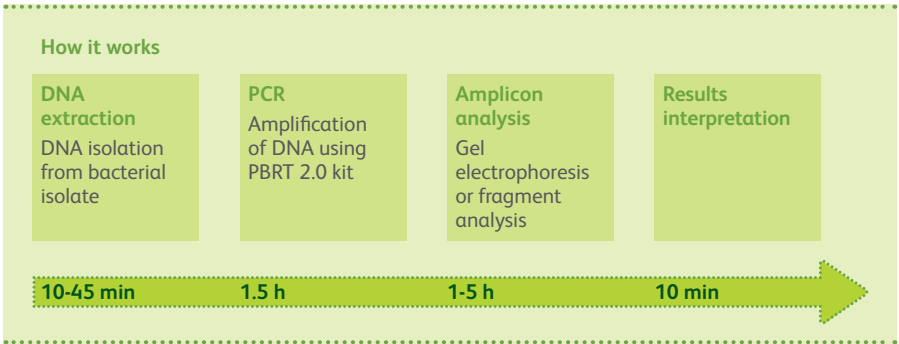 How it works
DNA
extraction
DNA isolation
from bacterial
isolate
PCR
Amplification
of DNA using
PBRT 2.0 kit
Amplicon
analysis
Gel
electrophoresis
or fragment
analysis
Results
interpretation
10-45 min
1.5 h
1-5 h
10 min